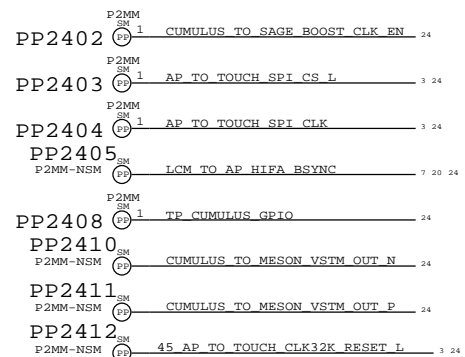 P2MM
SM
PP2402 PP 1 CUMULUS_TO_SAGE_BOOST_CLK_EN 24
P2MM
SM
PP2403 PP 1 AP_TO_TOUCH_SPI_CS_L 3 24
P2MM
SM
PP2404 PP 1 AP_TO_TOUCH_SPI_CLK 3 24
PP2405 SM
P2MM-NSM PP LCM_TO_AP_HIFA_BSYNC 7 20 24
P2MM
SM
PP2408 PP 1 TP_CUMULUS_GPIO 24
PP2410 SM
P2MM-NSM PP CUMULUS_TO_MESON_VSTM_OUT_N 24
PP2411 SM
P2MM-NSM PP CUMULUS_TO_MESON_VSTM_OUT_P 24
PP2412 SM
P2MM-NSM PP 45_AP_TO_TOUCH_CLK32K_RESET_L 3 24